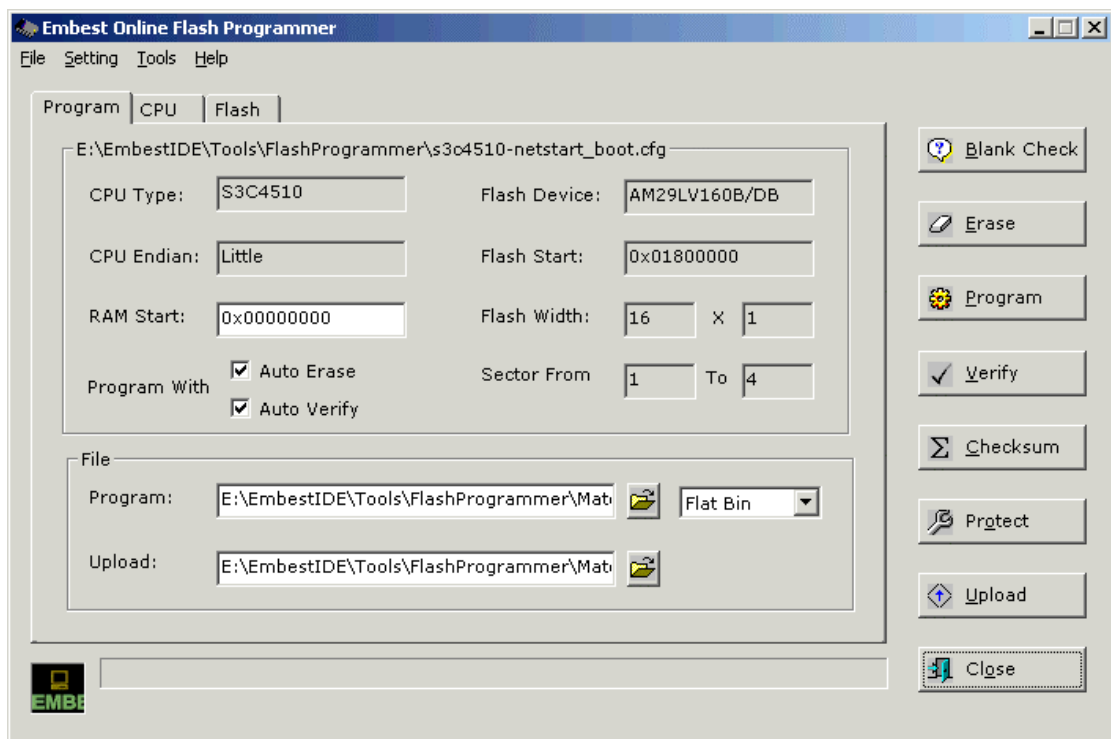 Embest Online Flash Programmer
File Setting Tools Help
Program CPU Flash
E:\EmbestIDE\Tools\FlashProgrammer\s3c4510-netstart_boot.cfg
CPU Type: S3C4510 Flash Device: AM29LV160B/DB
CPU Endian: Little Flash Start: 0x01800000
RAM Start: 0x00000000 Flash Width: 16 X 1
Program With Auto Erase Sector From 1 To 4
Auto Verify
File
Program: E:\EmbestIDE\Tools\FlashProgrammer\Mat Flat Bin
Upload: E:\EmbestIDE\Tools\FlashProgrammer\Mat
Blank Check
Erase
Program
Verify
Checksum
Protect
Upload
Close
EMBE